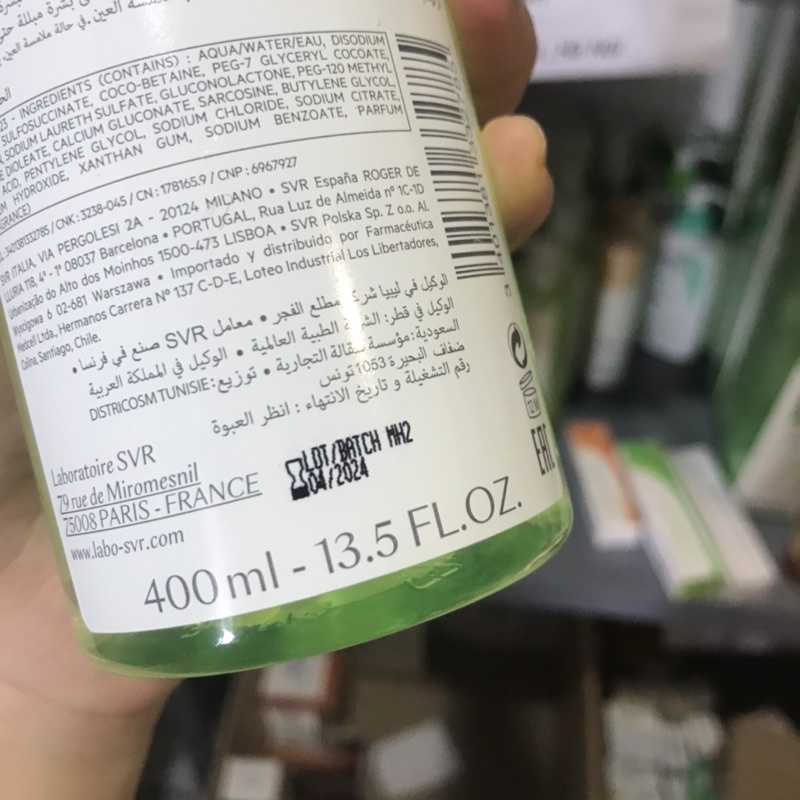 23 - INGREDIENTS (CONTAINS) : AQUA/WATER/EAU, DISODIUM
SULFOSUCCINATE, COCO-BETAINE, PEG-7 GLYCERYL COCOATE,
SODIUM LAURETH SULFATE, GLUCONOLACTONE, PEG-120 METHYL
E DIOLEATE, CALCIUM GLUCONATE, SARCOSINE, BUTYLENE GLYCOL,
ACID, PENTYLENE GLYCOL, SODIUM CHLORIDE, SODIUM CITRATE,
M HYDROXIDE, XANTHAN GUM, SODIUM BENZOATE, PARFUM
GRANCE)
3401381332785 / CNK : 3238-045 / CN : 178165.9 / CNP : 6967927
SVR ITALIA, VIA PERGOLESI 2A - 20124 MILANO • SVR España ROGER DE
LLURIA 118, 4º - 1ª 08037 Barcelona • PORTUGAL, Rua Luz de Almeida nº 1C-1D
Urbanização do Alto dos Moinhos 1500-473 LISBOA • SVR Polska Sp. Z o.o. Al.
Wyścigowa 6 02-681 Warszawa • Importado y distribuido por Farmacéutica
Medcell Ltda., Hermanos Carrera Nº 137 C-D-E, Loteo Industrial Los Libertadores,
Colina, Santiago, Chile.
الوكيل في ليبيا شركة مطلع الفجر • معامل SVR صنع في فرنسا •
الوكيل في قطر: الشركة الطبية العالمية • الوكيل في المملكة العربية
السعودية: مؤسسة سقالة التجارية • توزيع: DISTRICOSM TUNISIE
ضفاف البحيرة 1053 تونس
رقم التشغيلة و تاريخ الانتهاء : انظر العبوة
LOT/BATCH MH2
04/2024
Laboratoire SVR
79 rue de Miromesnil
75008 PARIS - FRANCE
www.labo-svr.com
400 ml - 13.5 FL.OZ.
12 M
EAC